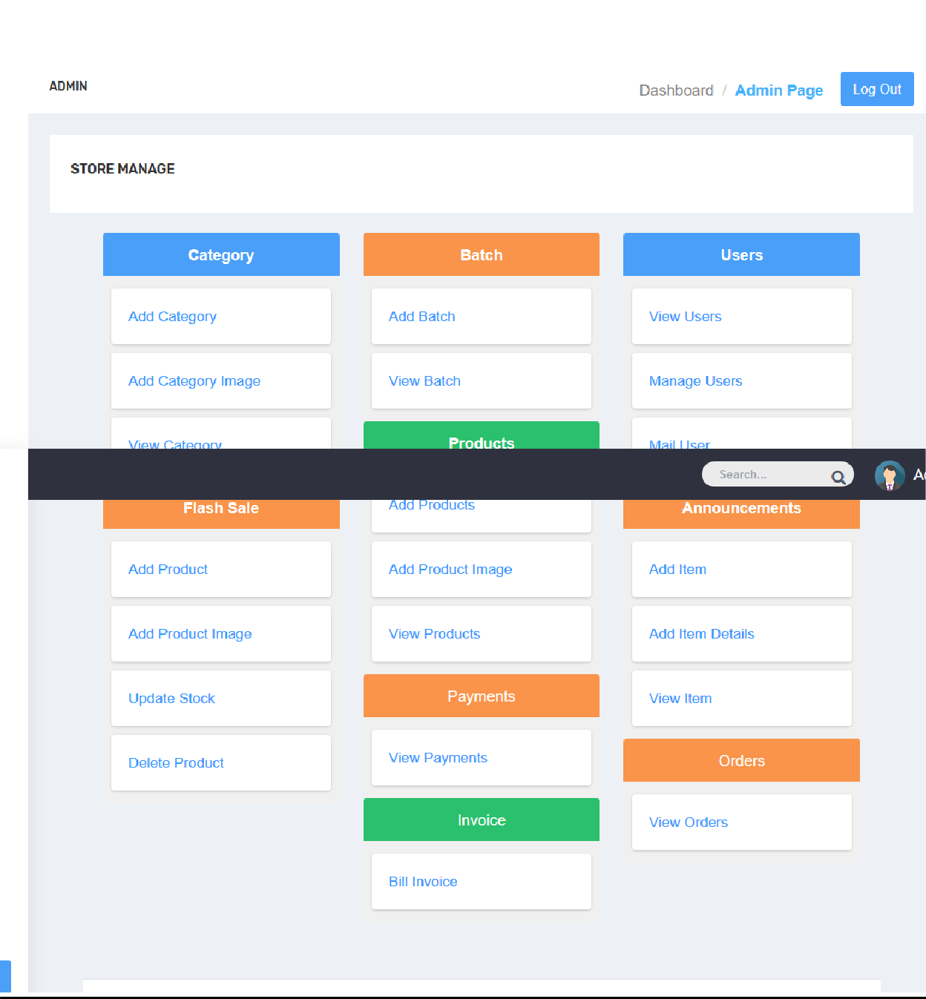 ADMIN
Dashboard / Admin Page
Log Out
STORE MANAGE
Category
Add Category
Add Category Image
View Category
Batch
Add Batch
View Batch
Products
Users
View Users
Manage Users
Mail User
Search...
Flash Sale
Add Product
Add Product Image
Update Stock
Delete Product
Add Products
Add Product Image
View Products
Payments
View Payments
Invoice
Bill Invoice
Announcements
Add Item
Add Item Details
View Item
Orders
View Orders